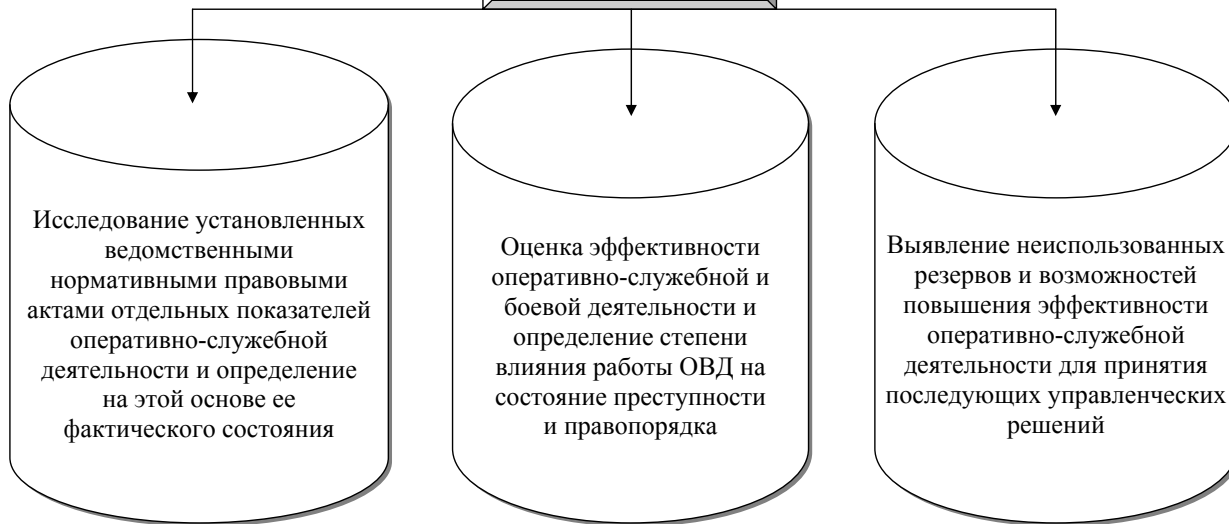 Исследование установленных
ведомственными
нормативными правовыми
актами отдельных показателей
оперативно-служебной
деятельности и определение
на этой основе ее
фактического состояния
Оценка эффективности
оперативно-служебной и
боевой деятельности и
определение степени
влияния работы ОВД на
состояние преступности
и правопорядка
Выявление неиспользованных
резервов и возможностей
повышения эффективности
оперативно-служебной
деятельности для принятия
последующих управленческих
решений